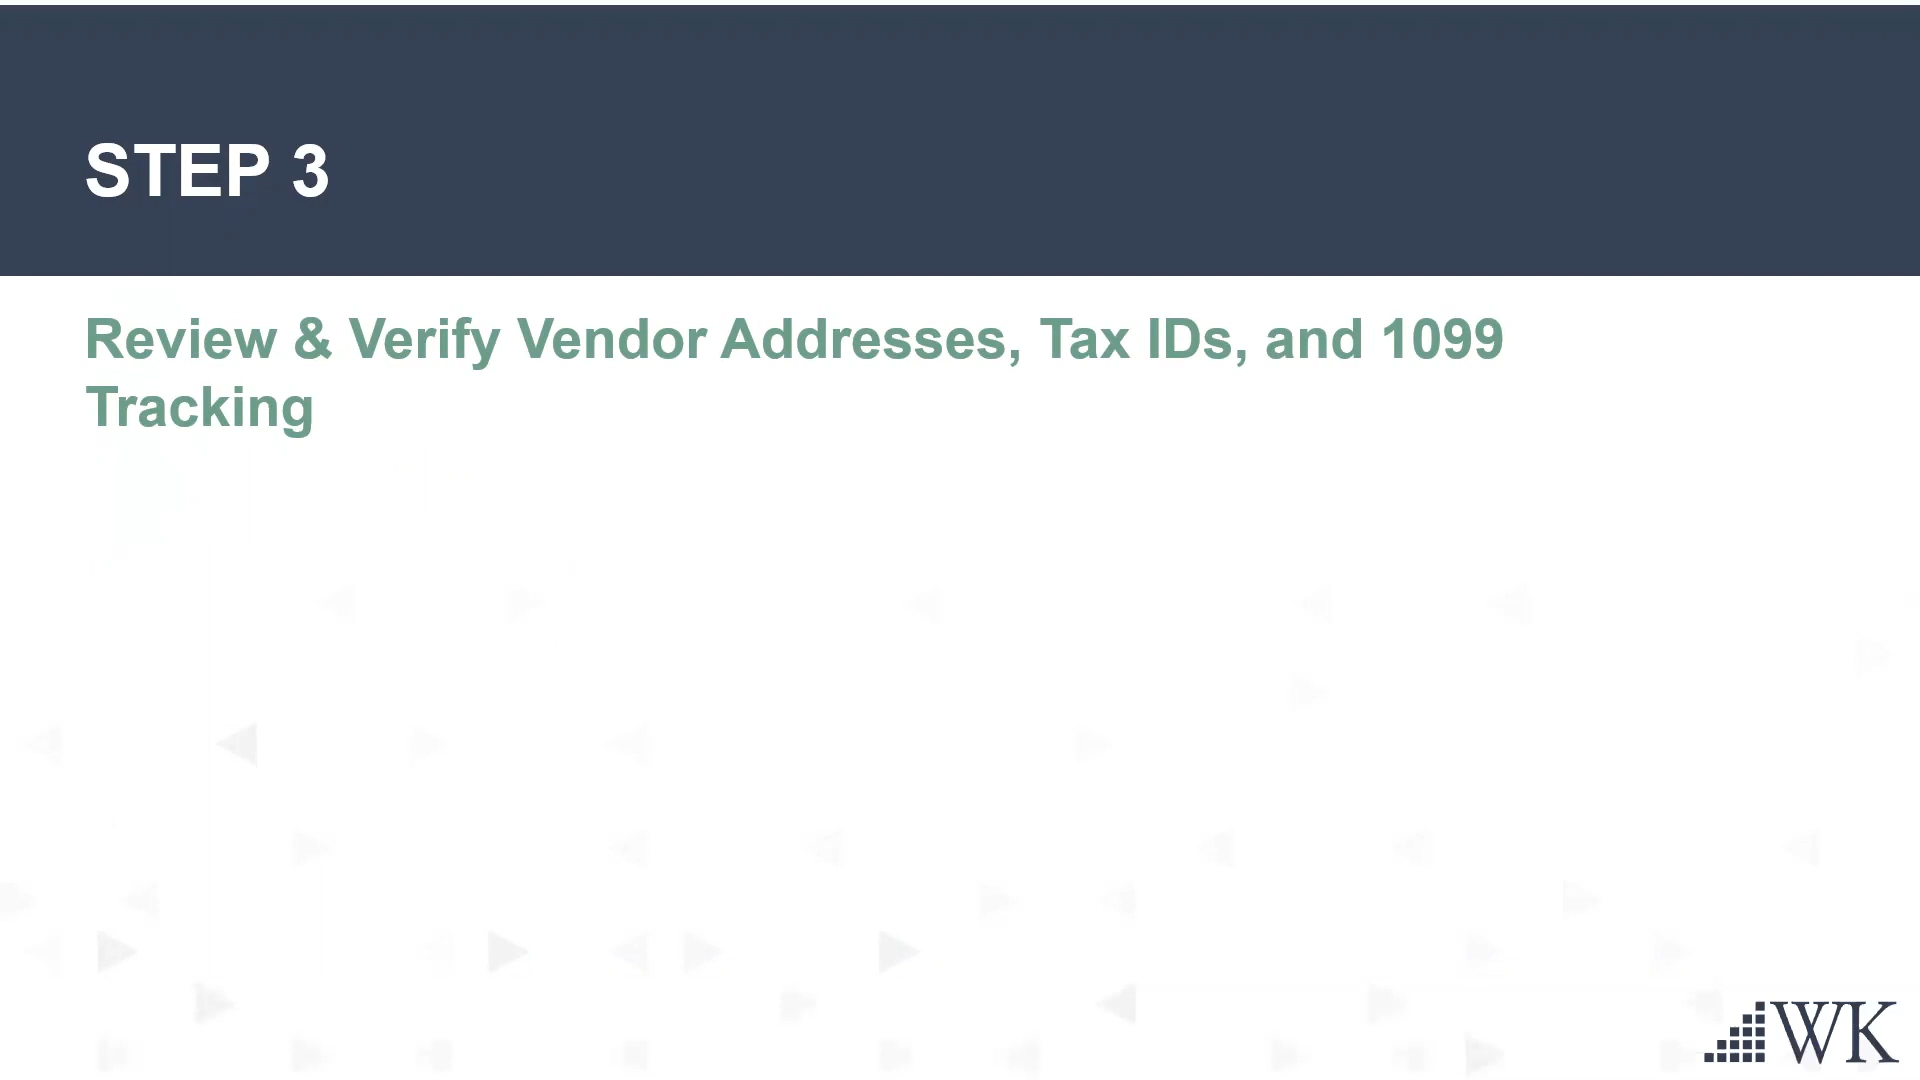 STEP 3
Review & Verify Vendor Addresses, Tax IDs, and 1099
Tracking
WK